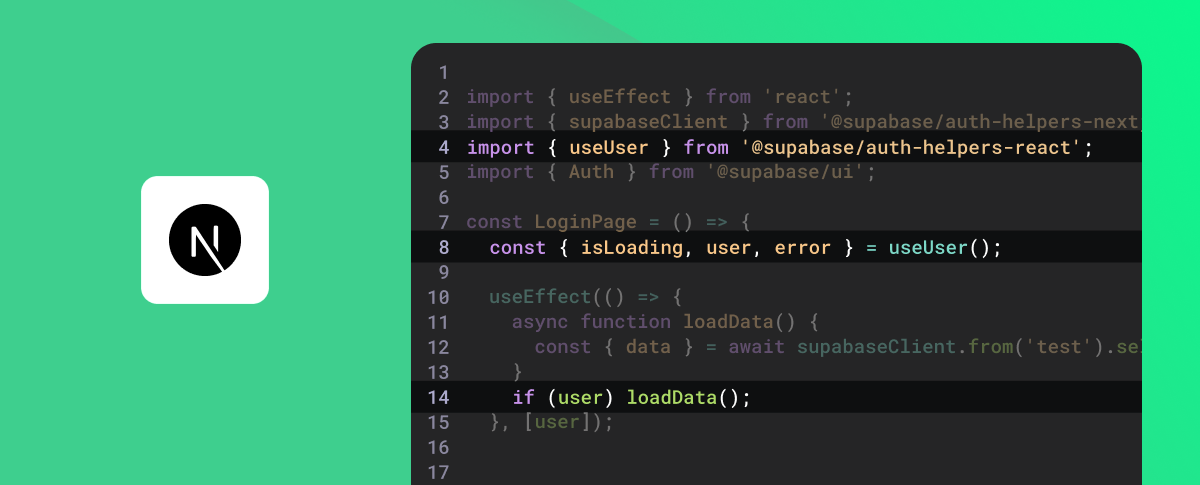 1
2 import { useEffect } from 'react';
3 import { supabaseClient } from '@supabase/auth-helpers-next
4 import { useUser } from '@supabase/auth-helpers-react';
5 import { Auth } from '@supabase/ui';
6
7 const LoginPage = () => {
8 const { isLoading, user, error } = useUser();
9
10 useEffect(() => {
11 async function loadData() {
12 const { data } = await supabaseClient.from('test').se
13 }
14 if (user) loadData();
15 }, [user]);
16
17